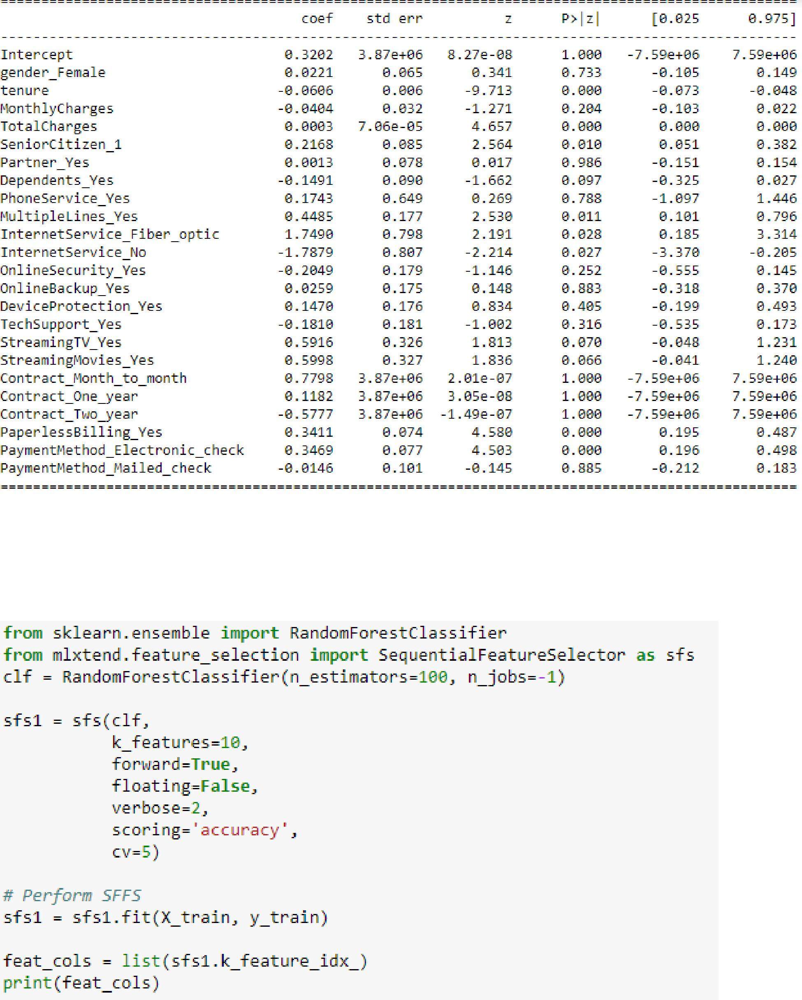 coef std err z P>|z| [0.025 0.975]
Intercept 0.3202 3.87e+06 8.27e-08 1.000 -7.59e+06 7.59e+06
gender_Female 0.0221 0.065 0.341 0.733 -0.105 0.149
tenure -0.0606 0.006 -9.713 0.000 -0.073 -0.048
MonthlyCharges -0.0404 0.032 -1.271 0.204 -0.103 0.022
TotalCharges 0.0003 7.06e-05 4.657 0.000 0.000 0.000
SeniorCitizen_1 0.2168 0.085 2.564 0.010 0.051 0.382
Partner_Yes 0.0013 0.078 0.017 0.986 -0.151 0.154
Dependents_Yes -0.1491 0.090 -1.662 0.097 -0.325 0.027
PhoneService_Yes 0.1743 0.649 0.269 0.788 -1.097 1.446
MultipleLines_Yes 0.4485 0.177 2.530 0.011 0.101 0.796
InternetService_Fiber_optic 1.7490 0.798 2.191 0.028 0.185 3.314
InternetService_No -1.7879 0.807 -2.214 0.027 -3.370 -0.205
OnlineSecurity_Yes -0.2049 0.179 -1.146 0.252 -0.555 0.145
OnlineBackup_Yes 0.0259 0.175 0.148 0.883 -0.318 0.370
DeviceProtection_Yes 0.1470 0.176 0.834 0.405 -0.199 0.493
TechSupport_Yes -0.1810 0.181 -1.002 0.316 -0.535 0.173
StreamingTV_Yes 0.5916 0.326 1.813 0.070 -0.048 1.231
StreamingMovies_Yes 0.5998 0.327 1.836 0.066 -0.041 1.240
Contract_Month_to_month 0.7798 3.87e+06 2.01e-07 1.000 -7.59e+06 7.59e+06
Contract_One_year 0.1182 3.87e+06 3.05e-08 1.000 -7.59e+06 7.59e+06
Contract_Two_year -0.5777 3.87e+06 -1.49e-07 1.000 -7.59e+06 7.59e+06
PaperlessBilling_Yes 0.3411 0.074 4.580 0.000 0.195 0.487
PaymentMethod_Electronic_check 0.3469 0.077 4.503 0.000 0.196 0.498
PaymentMethod_Mailed_check -0.0146 0.101 -0.145 0.885 -0.212 0.183
from sklearn.ensemble import RandomForestClassifier
from mlxtend.feature_selection import SequentialFeatureSelector as sfs
clf = RandomForestClassifier(n_estimators=100, n_jobs=-1)
sfs1 = sfs(clf,
k_features=10,
forward=True,
floating=False,
verbose=2,
scoring='accuracy',
cv=5)
# Perform SFFS
sfs1 = sfs1.fit(X_train, y_train)
feat_cols = list(sfs1.k_feature_idx_)
print(feat_cols)